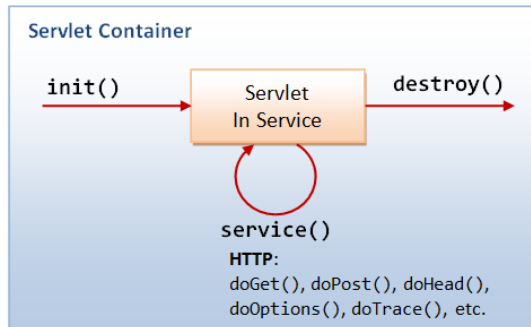 Servlet Container
init()
Servlet
In Service
destroy()
service()
HTTP:
doGet(), doPost(), doHead(),
doOptions(), doTrace(), etc.